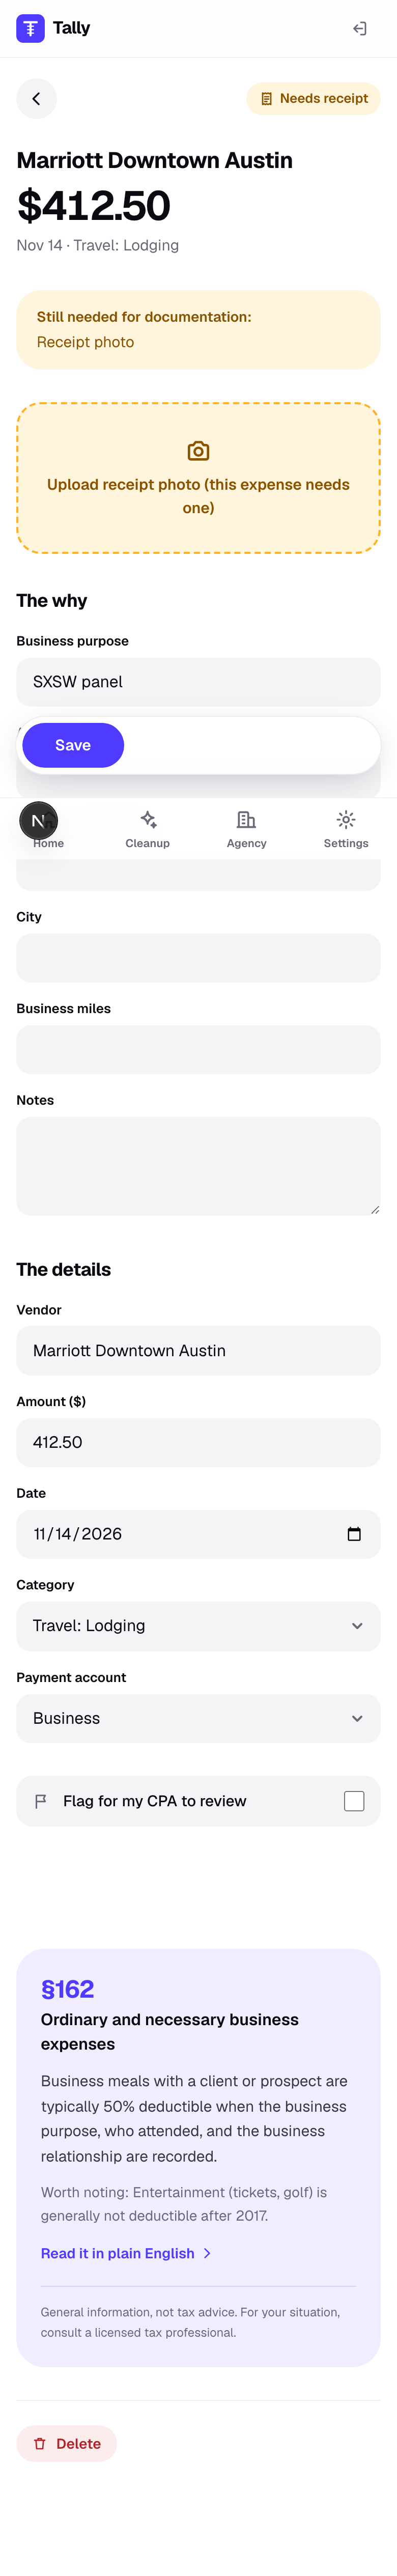 Tally
Needs receipt
Marriott Downtown Austin
$412.50
Nov 14 · Travel: Lodging
Still needed for documentation:
Receipt photo
Upload receipt photo (this expense needs
one)
The why
Business purpose
SXSW panel
Save
N
Home
Cleanup
Agency
Settings
City
Business miles
Notes
The details
Vendor
Marriott Downtown Austin
Amount ($)
412.50
Date
11/14/2026
Category
Travel: Lodging
Payment account
Business
Flag for my CPA to review
§162
Ordinary and necessary business
expenses
Business meals with a client or prospect are
typically 50% deductible when the business
purpose, who attended, and the business
relationship are recorded.
Worth noting: Entertainment (tickets, golf) is
generally not deductible after 2017.
Read it in plain English
General information, not tax advice. For your situation,
consult a licensed tax professional.
Delete